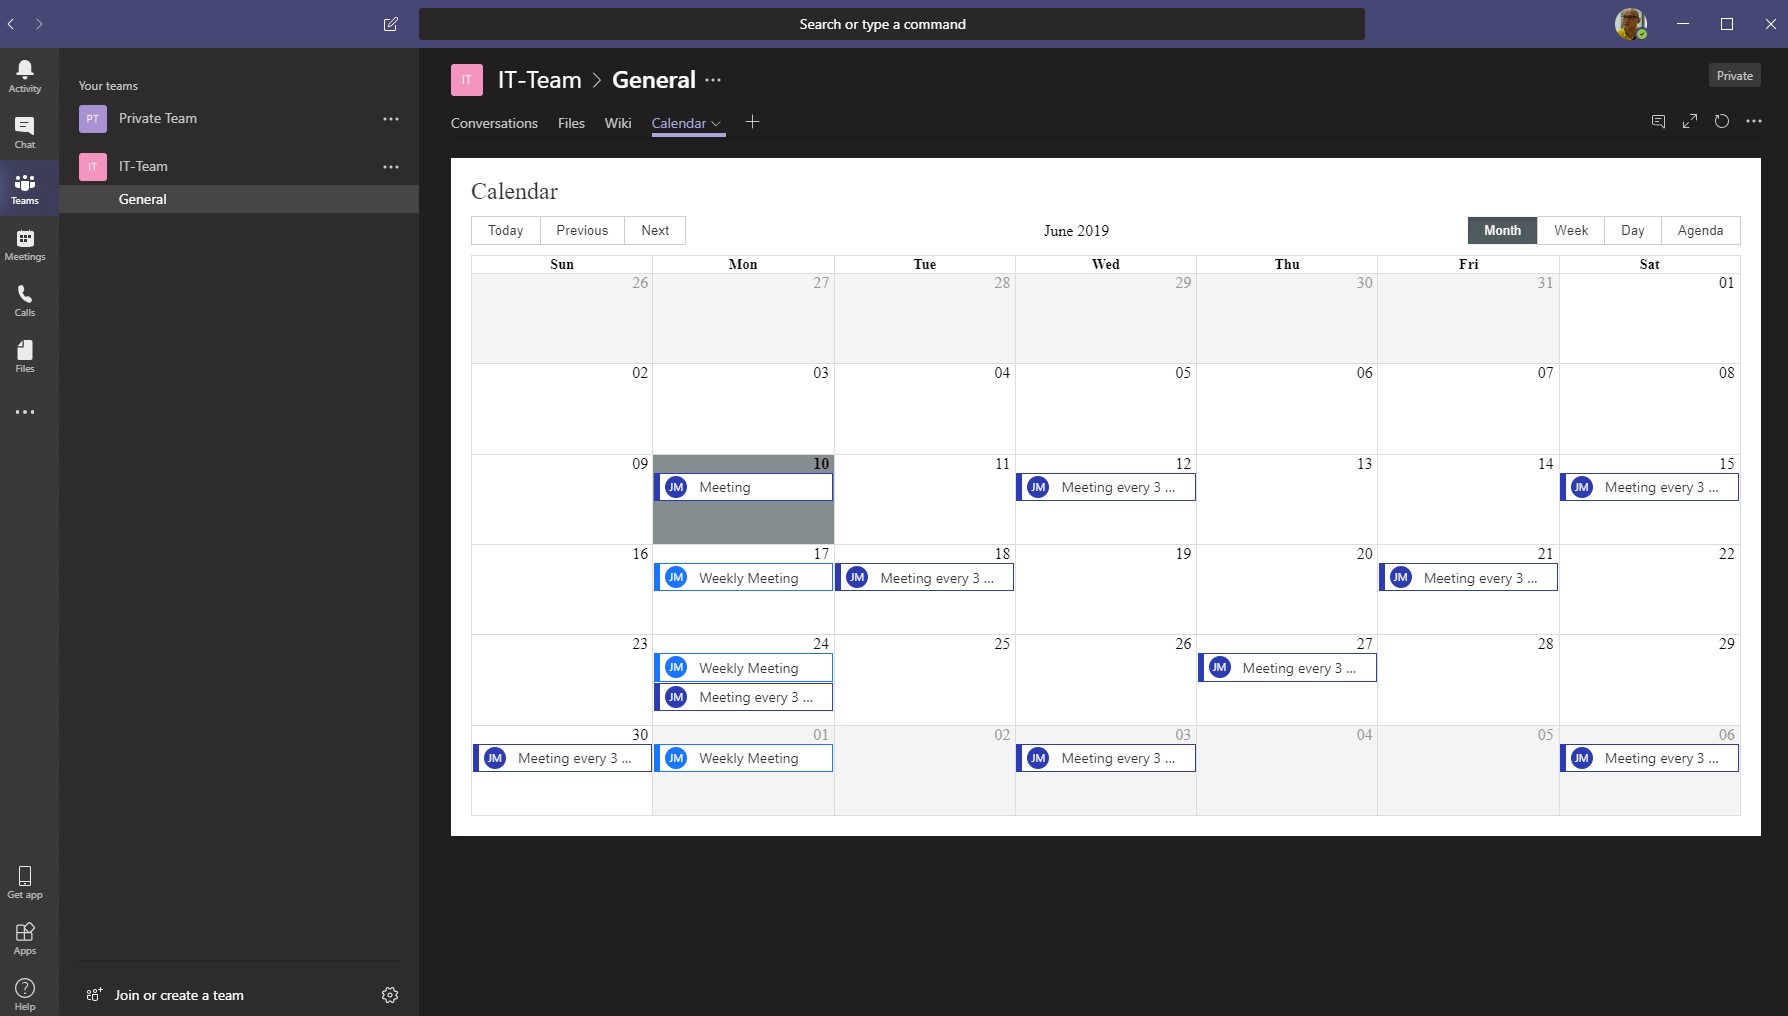 Search or type a command
Activity
Chat
Teams
Meetings
Calls
Files
Get app
Apps
Help
Your teams
PT Private Team
IT IT-Team
General
Join or create a team
IT IT-Team > General
Private
Conversations Files Wiki Calendar
Calendar
Today Previous Next June 2019 Month Week Day Agenda
Sun Mon Tue Wed Thu Fri Sat
26 27 28 29 30 31 01
02 03 04 05 06 07 08
09 10 11 12 13 14 15
JM Meeting JM Meeting every 3 ... JM Meeting every 3 ...
16 17 18 19 20 21 22
JM Weekly Meeting JM Meeting every 3 ... JM Meeting every 3 ...
23 24 25 26 27 28 29
JM Weekly Meeting JM Meeting every 3 ...
JM Meeting every 3 ...
30 01 02 03 04 05 06
JM Meeting every 3 ... JM Weekly Meeting JM Meeting every 3 ... JM Meeting every 3 ...